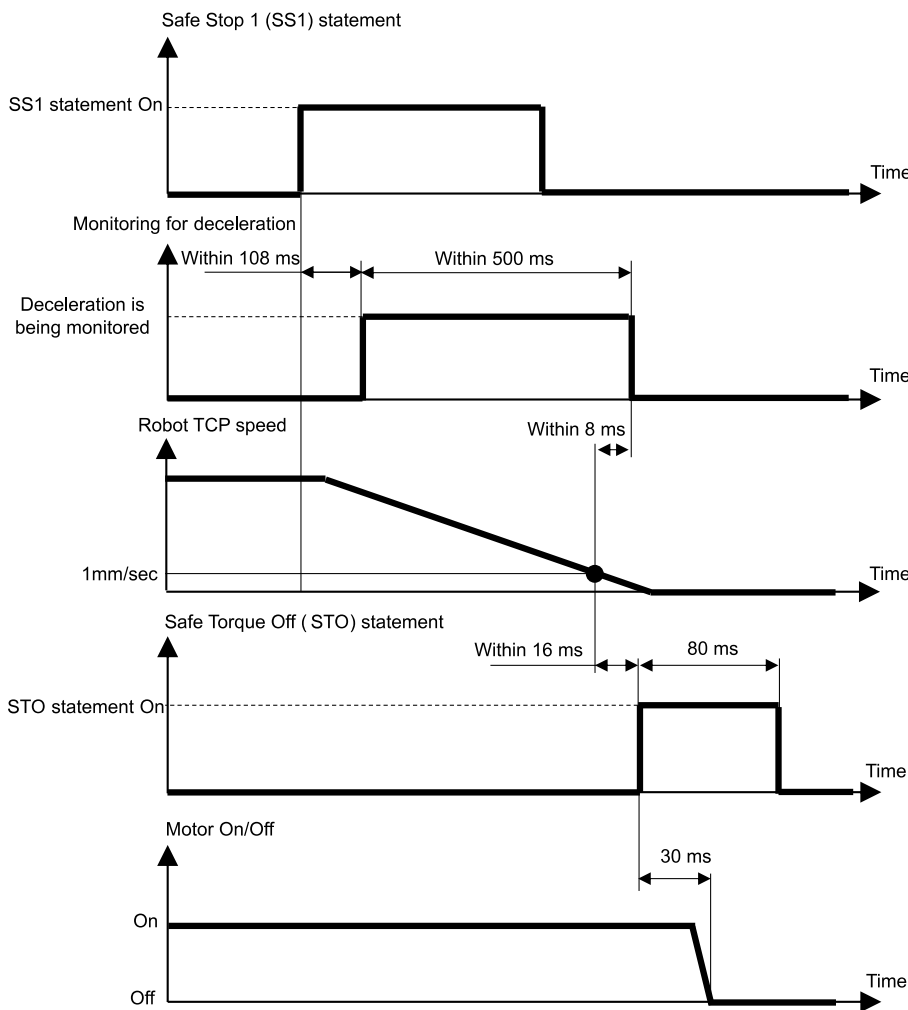 Safe Stop 1 (SS1) statement
SS1 statement On
Time
Monitoring for deceleration
Within 108 ms
Within 500 ms
Deceleration is
being monitored
Time
Robot TCP speed
Within 8 ms
1mm/sec
Time
Safe Torque Off ( STO) statement
Within 16 ms
80 ms
STO statement On
Time
Motor On/Off
30 ms
On
Time
Off